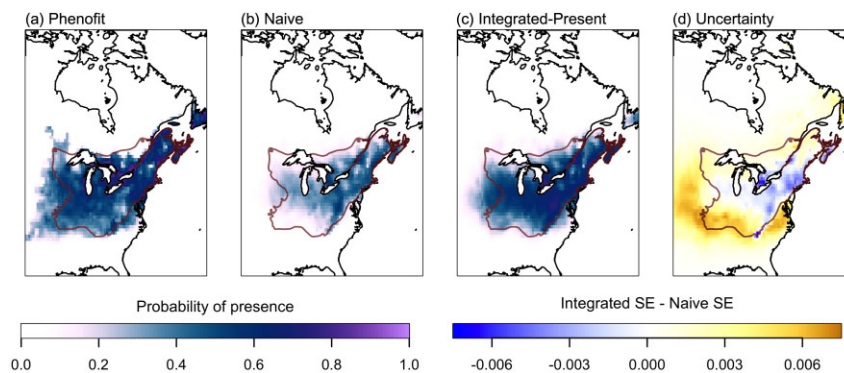 (a) Phenofit (b) Naive (c) Integrated-Present (d) Uncertainty
Probability of presence Integrated SE - Naive SE
0.0 0.2 0.4 0.6 0.8 1.0 -0.006 -0.003 0.000 0.003 0.006